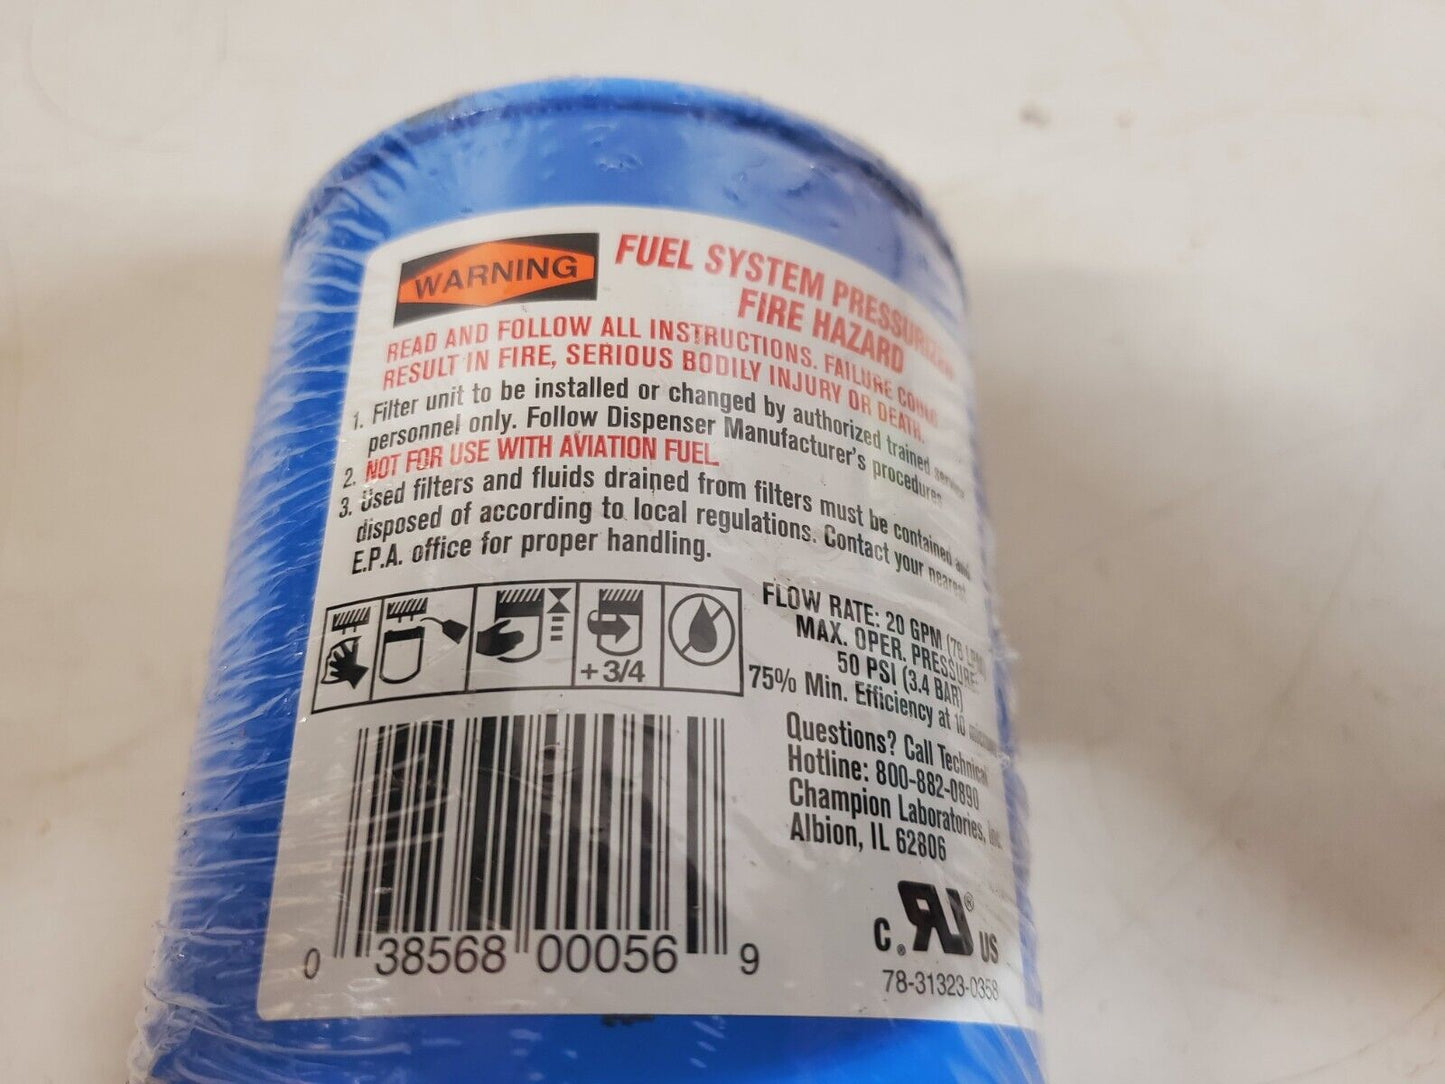 WARNING
FUEL SYSTEM PRESSURIZED
FIRE HAZARD
READ AND FOLLOW ALL INSTRUCTIONS. FAILURE COULD
RESULT IN FIRE, SERIOUS BODILY INJURY OR DEATH.
1. Filter unit to be installed or changed by authorized trained service
personnel only. Follow Dispenser Manufacturer's procedures.
2. NOT FOR USE WITH AVIATION FUEL.
3. Used filters and fluids drained from filters must be contained and
disposed of according to local regulations. Contact your nearest
E.P.A. office for proper handling.
+3/4
FLOW RATE: 20 GPM (76 LPM)
MAX. OPER. PRESSURE:
50 PSI (3.4 BAR)
75% Min. Efficiency at 10 microns
Questions? Call Technical
Hotline: 800-882-0890
Champion Laboratories, Inc.
Albion, IL 62806
C. RU® US
78-31323-0358
0 38568 00056 9